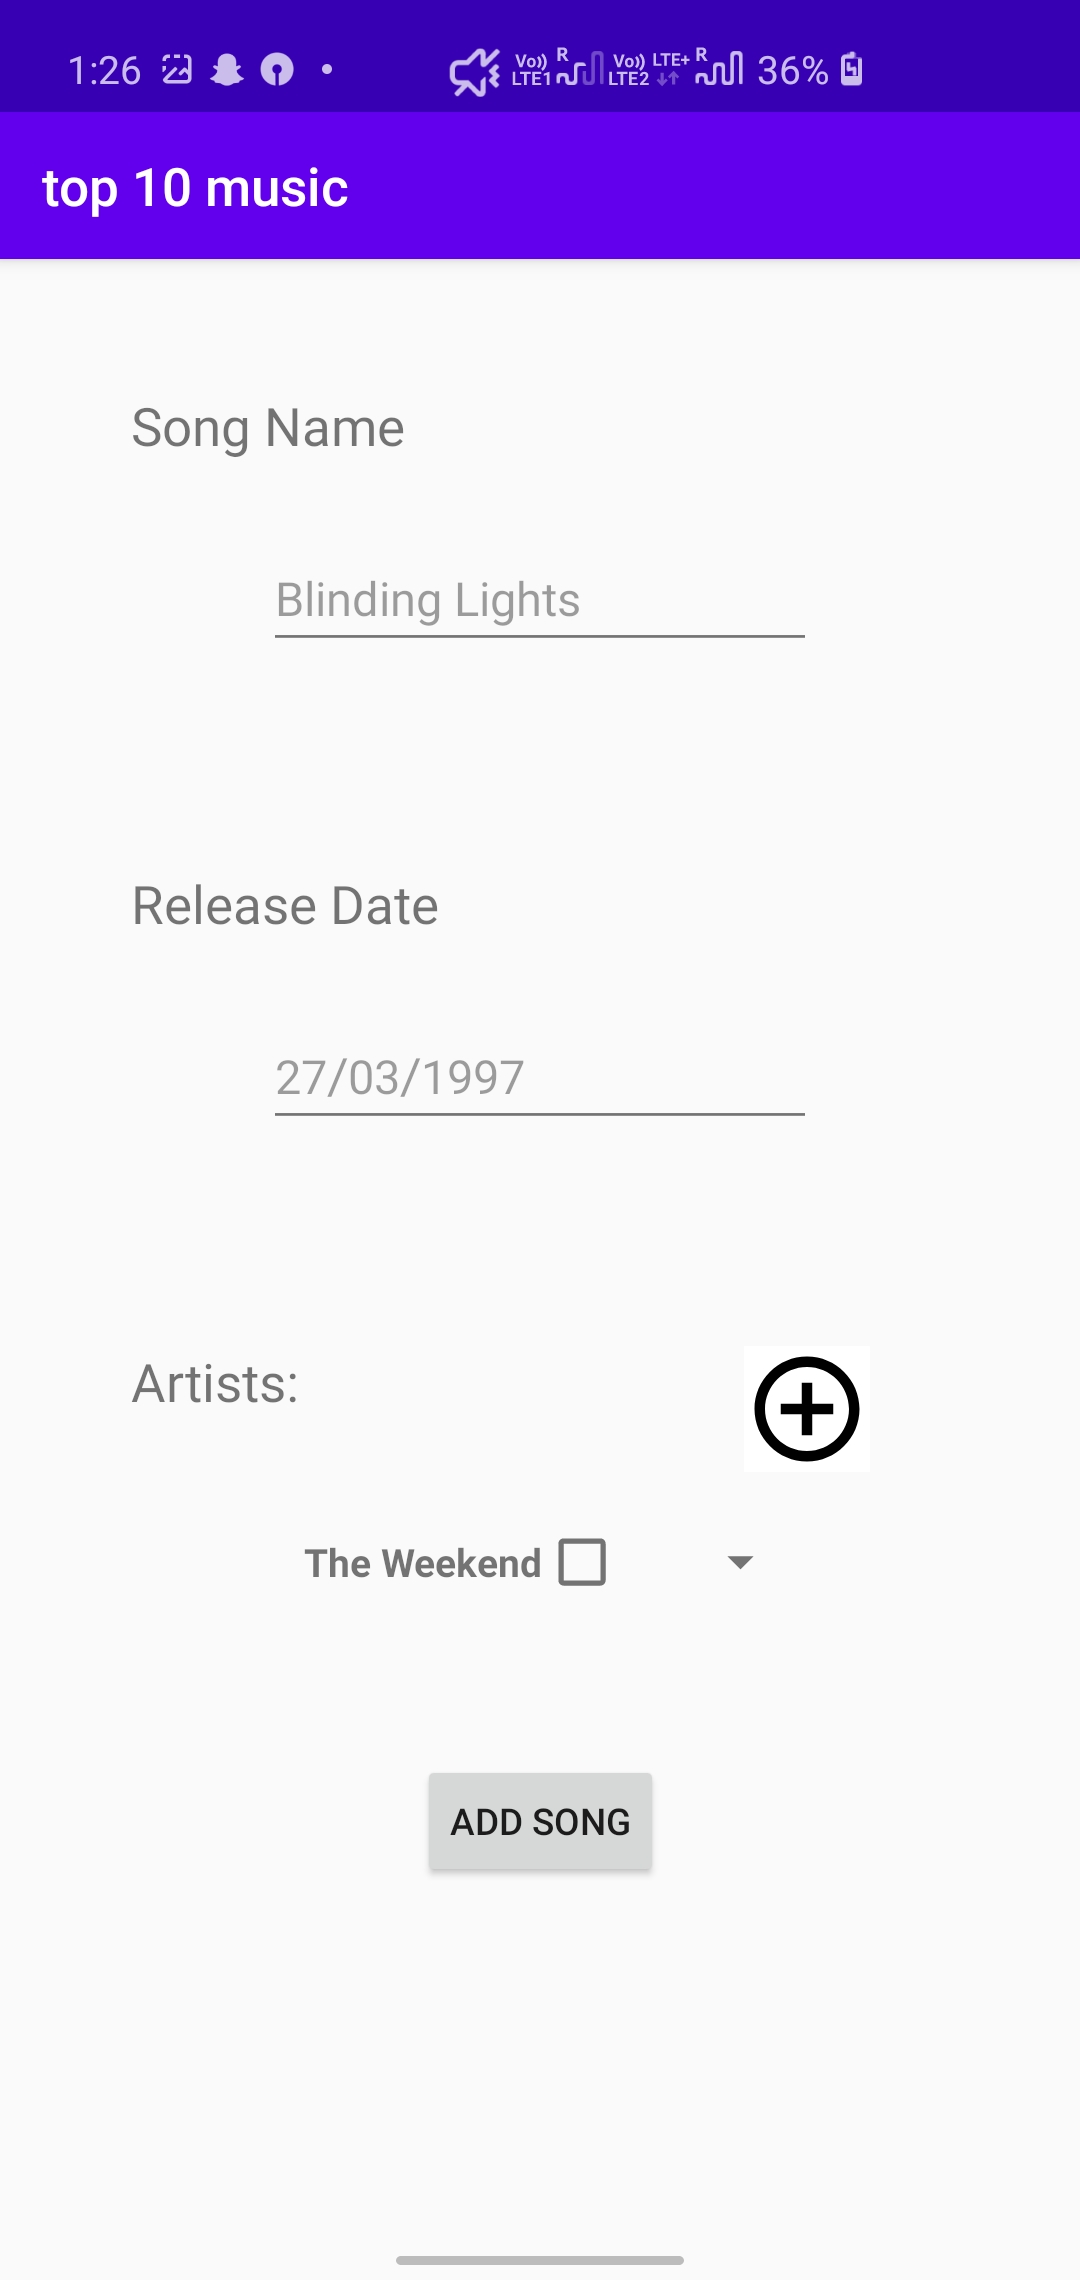 1:26 Vo)) LTE1 R Vo)) LTE2 LTE+ R 36%
top 10 music
Song Name
Blinding Lights
Release Date
27/03/1997
Artists:
The Weekend
ADD SONG